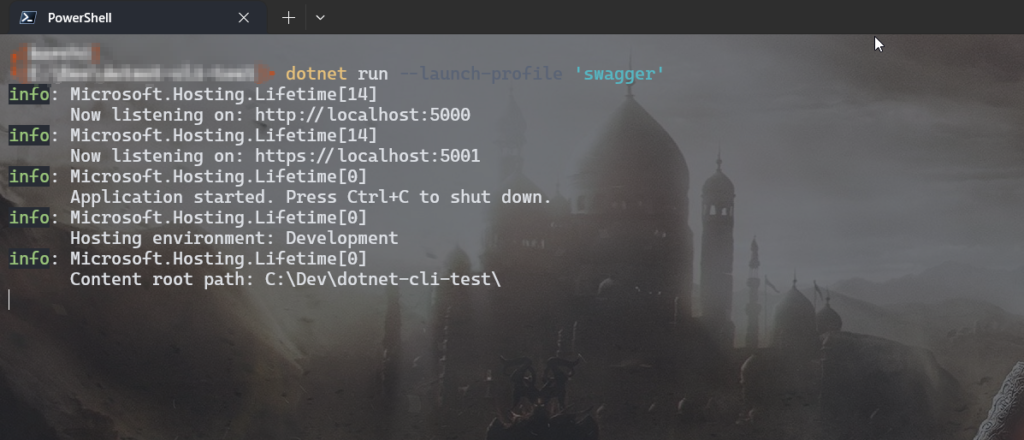 PowerShell
dotnet run --launch-profile 'swagger'
info: Microsoft.Hosting.Lifetime[14]
Now listening on: http://localhost:5000
info: Microsoft.Hosting.Lifetime[14]
Now listening on: https://localhost:5001
info: Microsoft.Hosting.Lifetime[0]
Application started. Press Ctrl+C to shut down.
info: Microsoft.Hosting.Lifetime[0]
Hosting environment: Development
info: Microsoft.Hosting.Lifetime[0]
Content root path: C:\Dev\dotnet-cli-test\